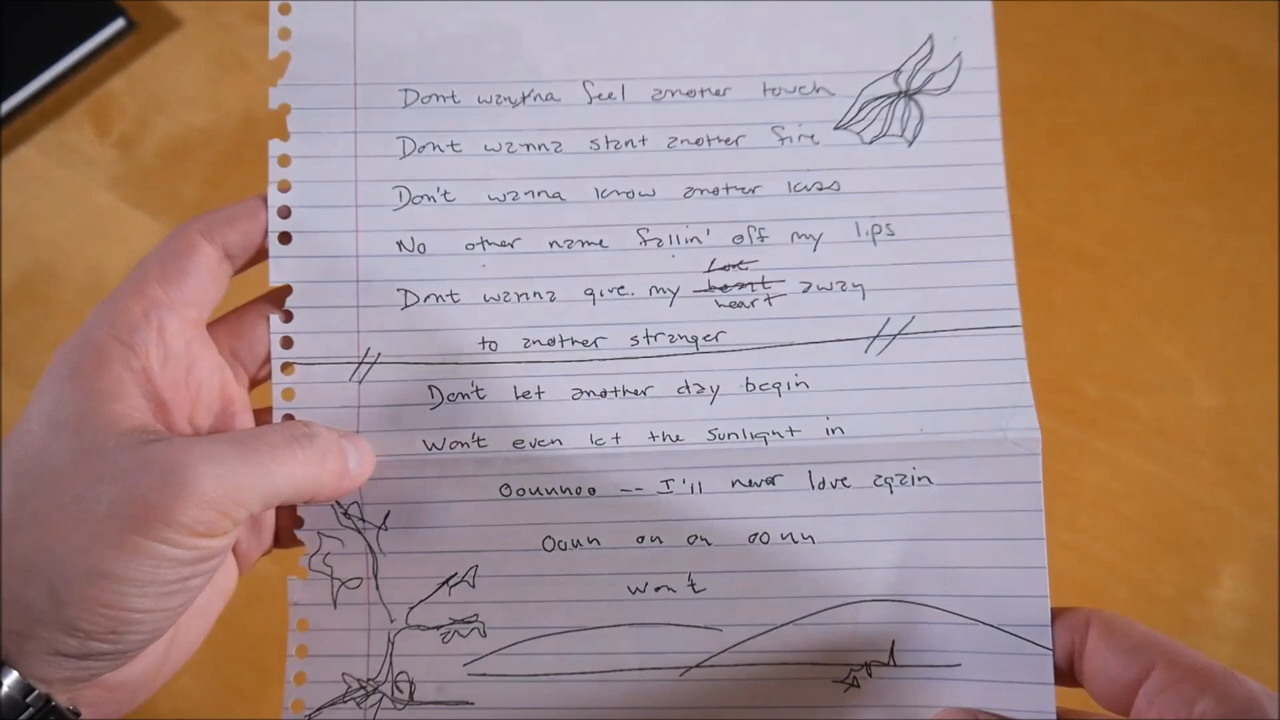 Dont wanna feel another touch
Dont wanna start another fire
Don't wanna know another kiss
No other name fallin' off my lips
Dont wanna give my heart away
to another stranger
Don't let another day begin
Won't even let the sunlight in
Oouuhoo -- I'll never love again
Oouh oh oh oo uh
Won't